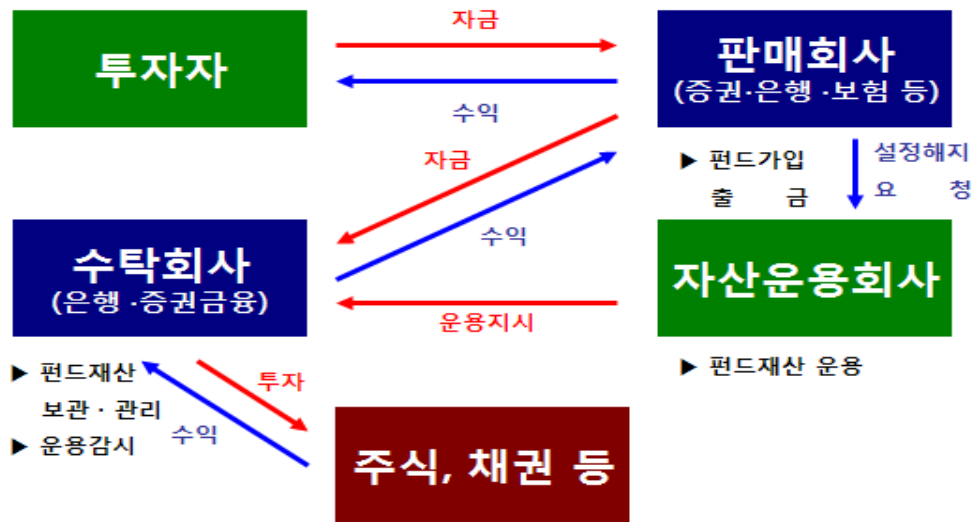 자금
투자자
판매회사
(증권·은행 ·보험 등)
수익
자금
▶ 펀드가입
출 금
설정해지
요 청
수익
수탁회사
(은행 ·증권금융)
자산운용회사
운용지시
▶ 펀드재산
보관 · 관리
▶ 운용감시
투자
수익
▶ 펀드재산 운용
주식, 채권 등